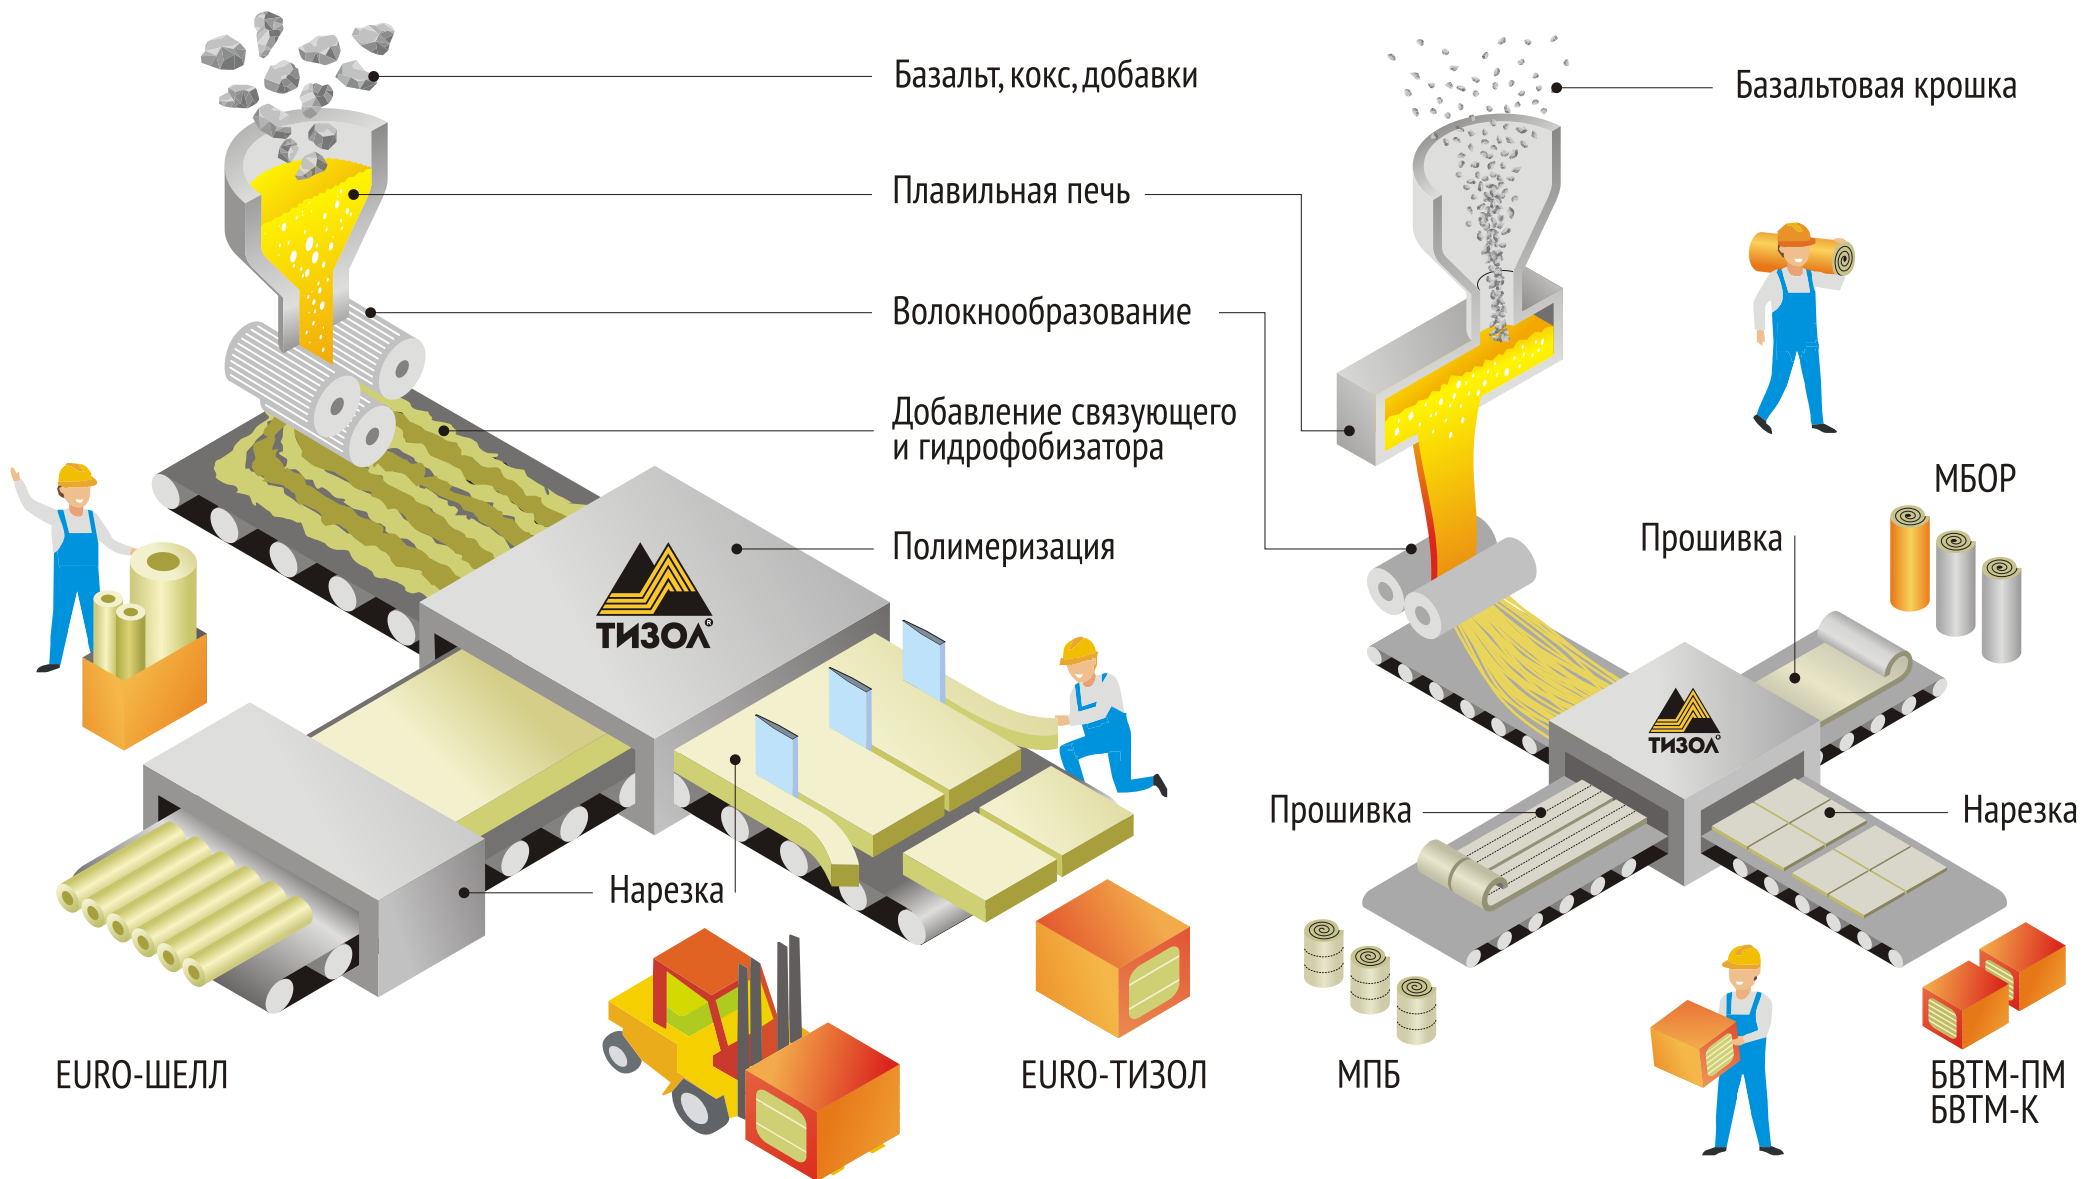 Базальт, кокс, добавки
Базальтовая крошка
Плавильная печь
Волокнообразование
Добавление связующего
и гидрофобизатора
Полимеризация
МБОР
Прошивка
ТИЗОЛ®
ТИЗОЛ®
Прошивка
Нарезка
Нарезка
EURO-ШЕЛЛ
EURO-ТИЗОЛ
МПБ
БВТМ-ПМ
БВТМ-К